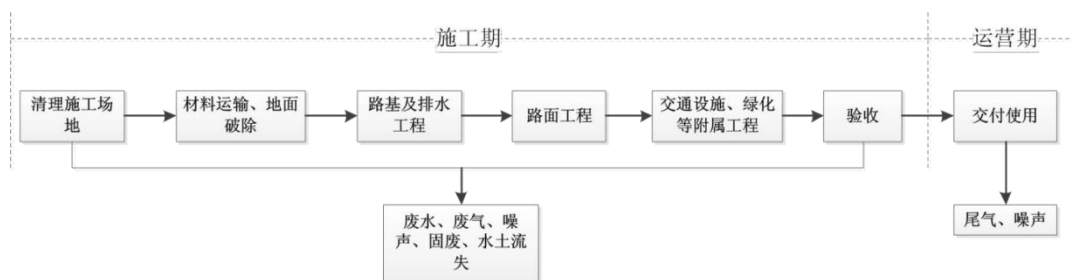 施工期
运营期
清理施工场
地
材料运输、地面
破除
路基及排水
工程
路面工程
交通设施、绿化
等附属工程
验收
交付使用
废水、废气、噪
声、固废、水土流
失
尾气、噪声